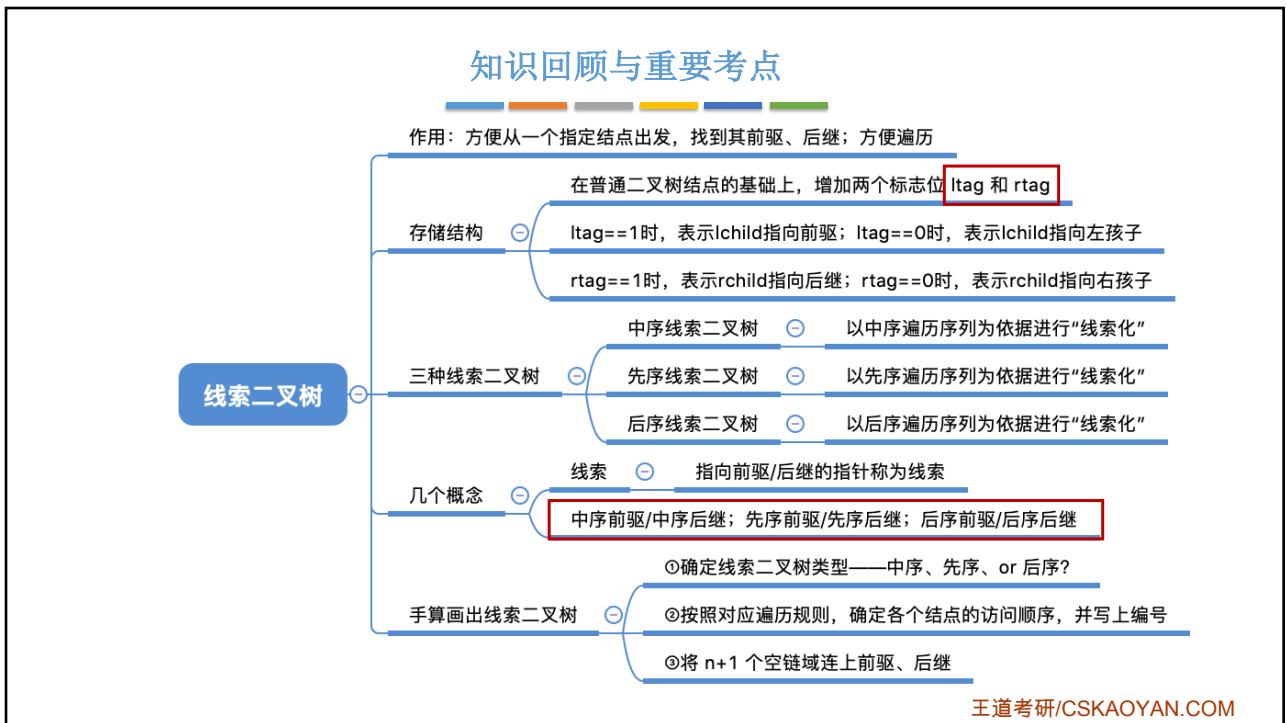 知识回顾与重要考点
作用：方便从一个指定结点出发，找到其前驱、后继；方便遍历
在普通二叉树结点的基础上，增加两个标志位 ltag 和 rtag
存储结构
ltag==1时，表示lchild指向前驱；ltag==0时，表示lchild指向左孩子
rtag==1时，表示rchild指向后继；rtag==0时，表示rchild指向右孩子
中序线索二叉树
以中序遍历序列为依据进行“线索化”
线索二叉树
三种线索二叉树
先序线索二叉树
以先序遍历序列为依据进行“线索化”
后序线索二叉树
以后序遍历序列为依据进行“线索化”
线索
指向前驱/后继的指针称为线索
几个概念
中序前驱/中序后继；先序前驱/先序后继；后序前驱/后序后继
①确定线索二叉树类型——中序、先序、or 后序?
手算画出线索二叉树
②按照对应遍历规则，确定各个结点的访问顺序，并写上编号
③将 n+1 个空链域连上前驱、后继
王道考研/CSKAOYAN.COM